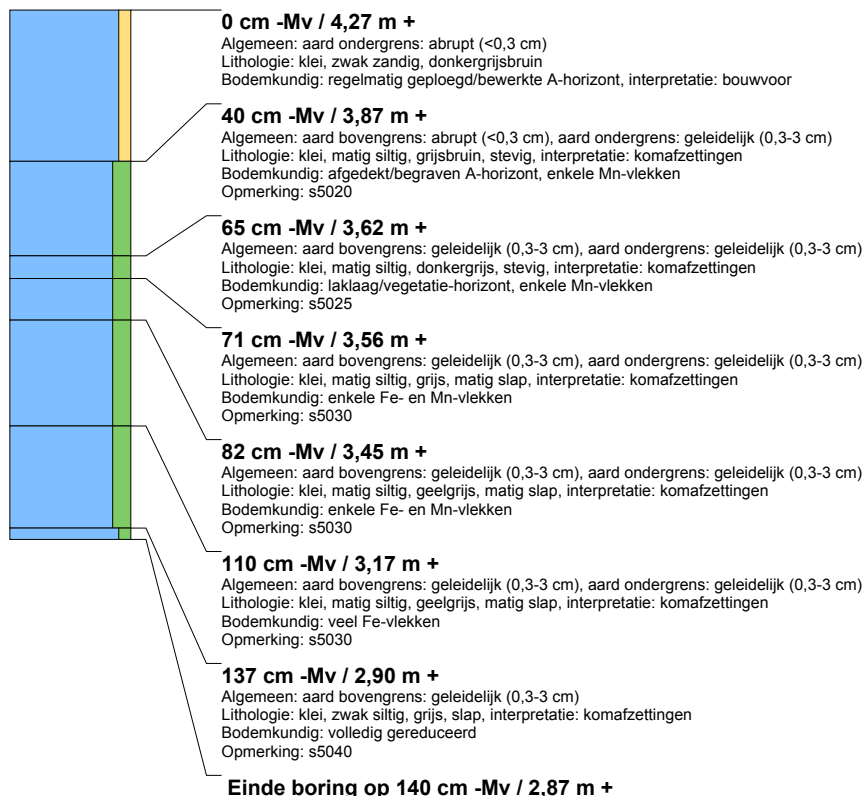 0 cm -Mv / 4,27 m +
Algemeen: aard ondergrens: abrupt (<0,3 cm)
Lithologie: klei, zwak zandig, donkergrijsbruin
Bodemkundig: regelmatig geploegd/bewerkte A-horizont, interpretatie: bouwvoor
40 cm -Mv / 3,87 m +
Algemeen: aard bovengrens: abrupt (<0,3 cm), aard ondergrens: geleidelijk (0,3-3 cm)
Lithologie: klei, matig siltig, grijsbruin, stevig, interpretatie: komafzettingen
Bodemkundig: afgedekt/begraven A-horizont, enkele Mn-vlekken
Opmerking: s5020
65 cm -Mv / 3,62 m +
Algemeen: aard bovengrens: geleidelijk (0,3-3 cm), aard ondergrens: geleidelijk (0,3-3 cm)
Lithologie: klei, matig siltig, donkergrijs, stevig, interpretatie: komafzettingen
Bodemkundig: laklaag/vegetatie-horizont, enkele Mn-vlekken
Opmerking: s5025
71 cm -Mv / 3,56 m +
Algemeen: aard bovengrens: geleidelijk (0,3-3 cm), aard ondergrens: geleidelijk (0,3-3 cm)
Lithologie: klei, matig siltig, grijs, matig slap, interpretatie: komafzettingen
Bodemkundig: enkele Fe- en Mn-vlekken
Opmerking: s5030
82 cm -Mv / 3,45 m +
Algemeen: aard bovengrens: geleidelijk (0,3-3 cm), aard ondergrens: geleidelijk (0,3-3 cm)
Lithologie: klei, matig siltig, geelgrijs, matig slap, interpretatie: komafzettingen
Bodemkundig: enkele Fe- en Mn-vlekken
Opmerking: s5030
110 cm -Mv / 3,17 m +
Algemeen: aard bovengrens: geleidelijk (0,3-3 cm), aard ondergrens: geleidelijk (0,3-3 cm)
Lithologie: klei, matig siltig, geelgrijs, matig slap, interpretatie: komafzettingen
Bodemkundig: veel Fe-vlekken
Opmerking: s5030
137 cm -Mv / 2,90 m +
Algemeen: aard bovengrens: geleidelijk (0,3-3 cm)
Lithologie: klei, zwak siltig, grijs, slap, interpretatie: komafzettingen
Bodemkundig: volledig gereduceerd
Opmerking: s5040
Einde boring op 140 cm -Mv / 2,87 m +